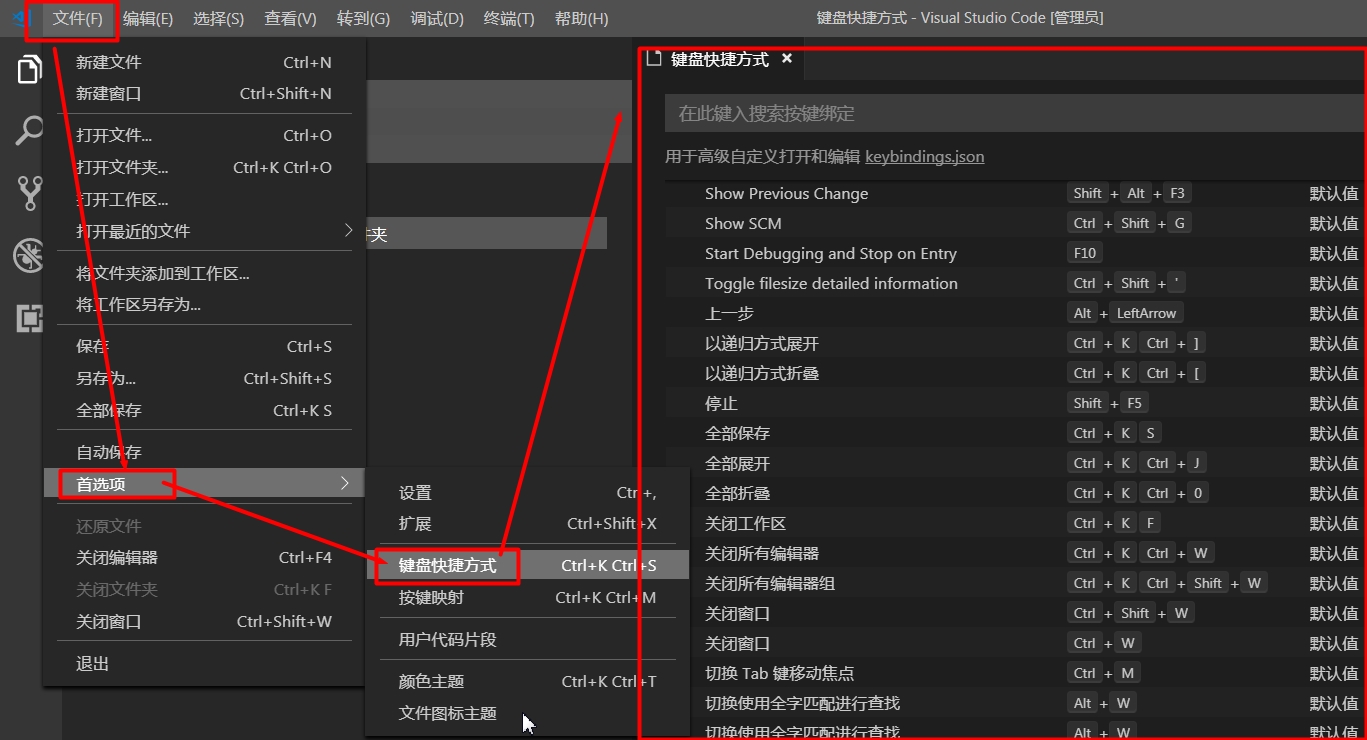 文件(F) 编辑(E) 选择(S) 查看(V) 转到(G) 调试(D) 终端(T) 帮助(H) 键盘快捷方式 - Visual Studio Code [管理员]
新建文件 Ctrl+N
新建窗口 Ctrl+Shift+N
打开文件... Ctrl+O
打开文件夹... Ctrl+K Ctrl+O
打开工作区...
打开最近的文件
夹
将文件夹添加到工作区...
将工作区另存为...
保存 Ctrl+S
另存为... Ctrl+Shift+S
全部保存 Ctrl+K S
自动保存
首选项
还原文件
关闭编辑器 Ctrl+F4
关闭文件夹 Ctrl+K F
关闭窗口 Ctrl+Shift+W
退出
设置 Ctrl+,
扩展 Ctrl+Shift+X
键盘快捷方式 Ctrl+K Ctrl+S
按键映射 Ctrl+K Ctrl+M
用户代码片段
颜色主题 Ctrl+K Ctrl+T
文件图标主题
键盘快捷方式 ×
在此键入搜索按键绑定
用于高级自定义打开和编辑 keybindings.json
Show Previous Change Shift + Alt + F3 默认值
Show SCM Ctrl + Shift + G 默认值
Start Debugging and Stop on Entry F10 默认值
Toggle filesize detailed information Ctrl + Shift + ' 默认值
上一步 Alt + LeftArrow 默认值
以递归方式展开 Ctrl + K Ctrl + ] 默认值
以递归方式折叠 Ctrl + K Ctrl + [ 默认值
停止 Shift + F5 默认值
全部保存 Ctrl + K S 默认值
全部展开 Ctrl + K Ctrl + J 默认值
全部折叠 Ctrl + K Ctrl + 0 默认值
关闭工作区 Ctrl + K F 默认值
关闭所有编辑器 Ctrl + K Ctrl + W 默认值
关闭所有编辑器组 Ctrl + K Ctrl + Shift + W 默认值
关闭窗口 Ctrl + Shift + W 默认值
关闭窗口 Ctrl + W 默认值
切换 Tab 键移动焦点 Ctrl + M 默认值
切换使用全字匹配进行查找 Alt + W 默认值
切换使用全字匹配进行查找 Alt + W 默认值